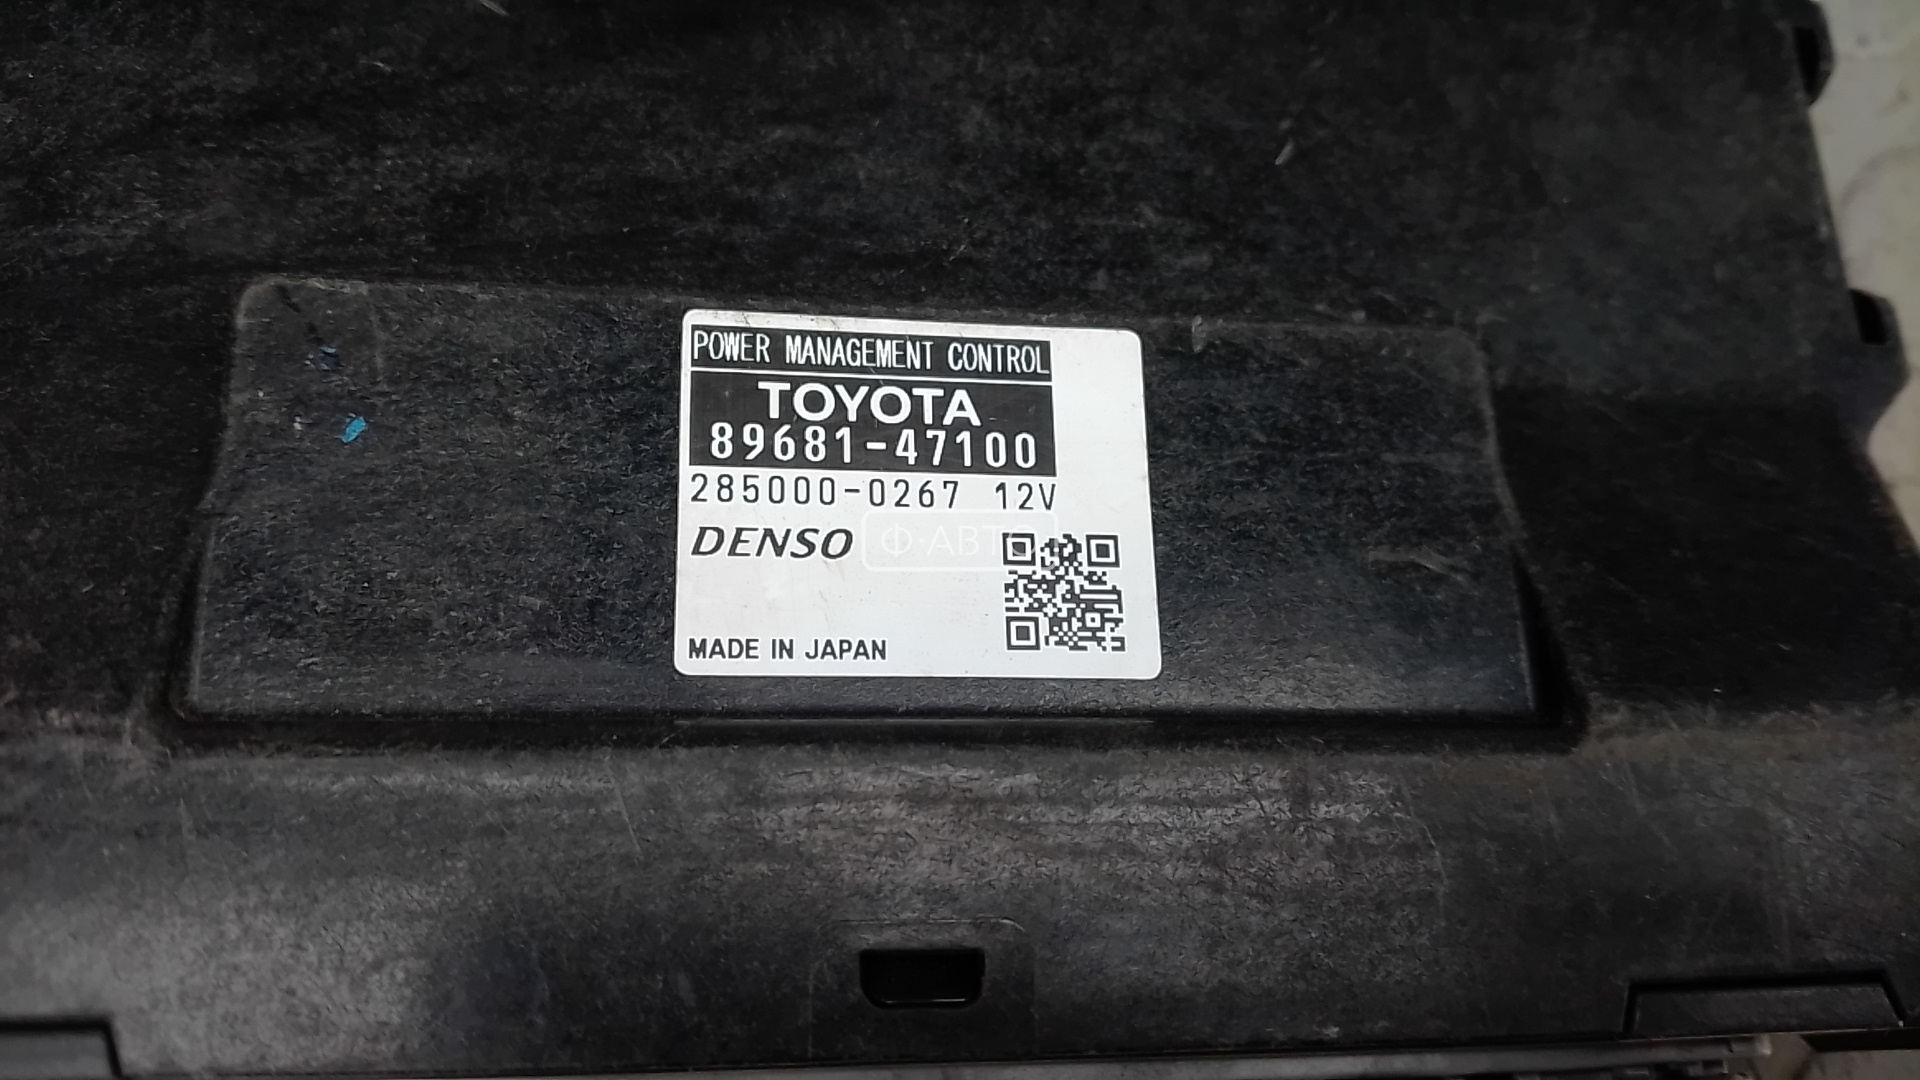 POWER MANAGEMENT CONTROL
TOYOTA
89681-47100
285000-0267 12V
DENSO
Ф·АВТО
MADE IN JAPAN